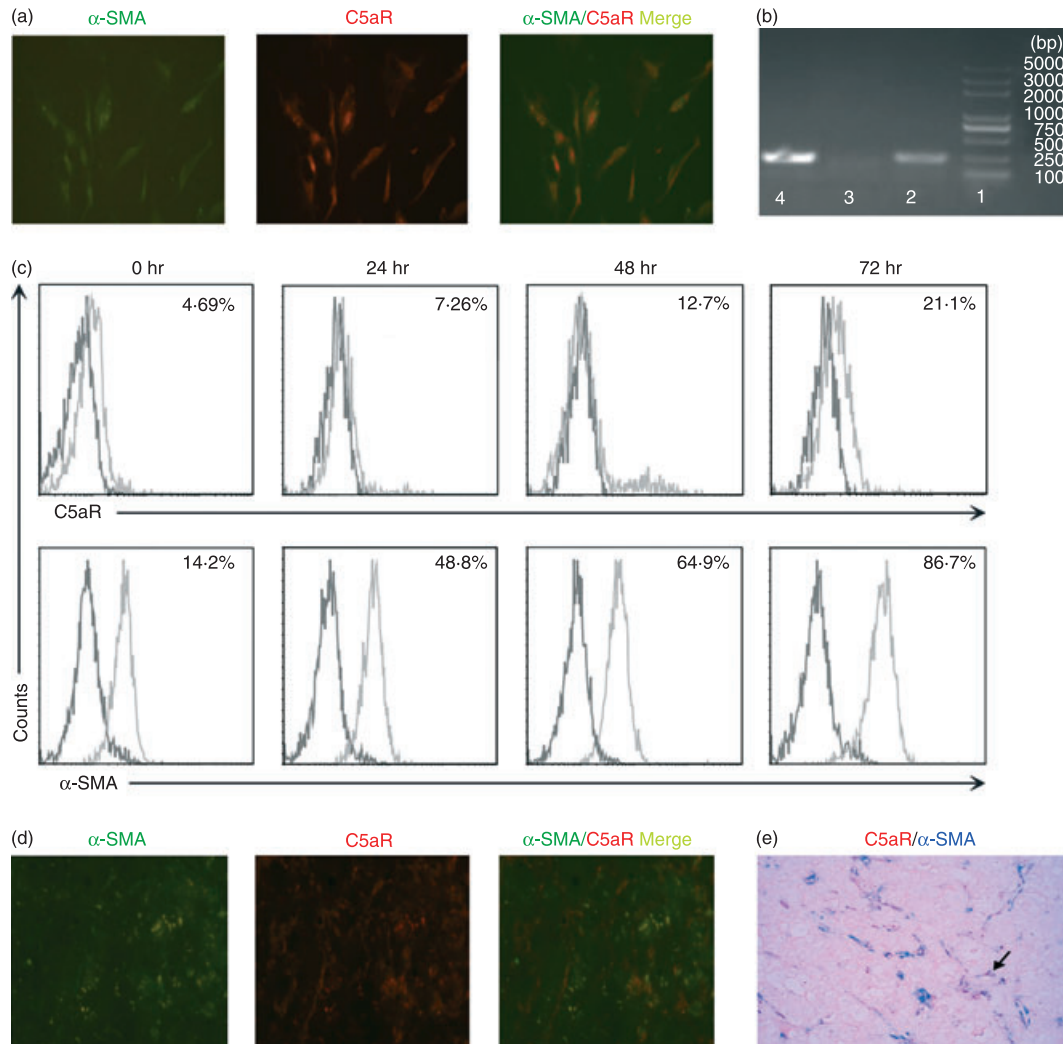 (a)
α-SMA
C5aR
α-SMA/C5aR Merge
(b)
(bp)
5000
3000
2000
1000
750
500
250
100
4 3 2 1
(c)
0 hr
24 hr
48 hr
72 hr
4·69%
7·26%
12·7%
21·1%
C5aR
14·2%
48·8%
64·9%
86·7%
Counts
α-SMA
(d)
α-SMA
C5aR
α-SMA/C5aR Merge
(e)
C5aR/α-SMA